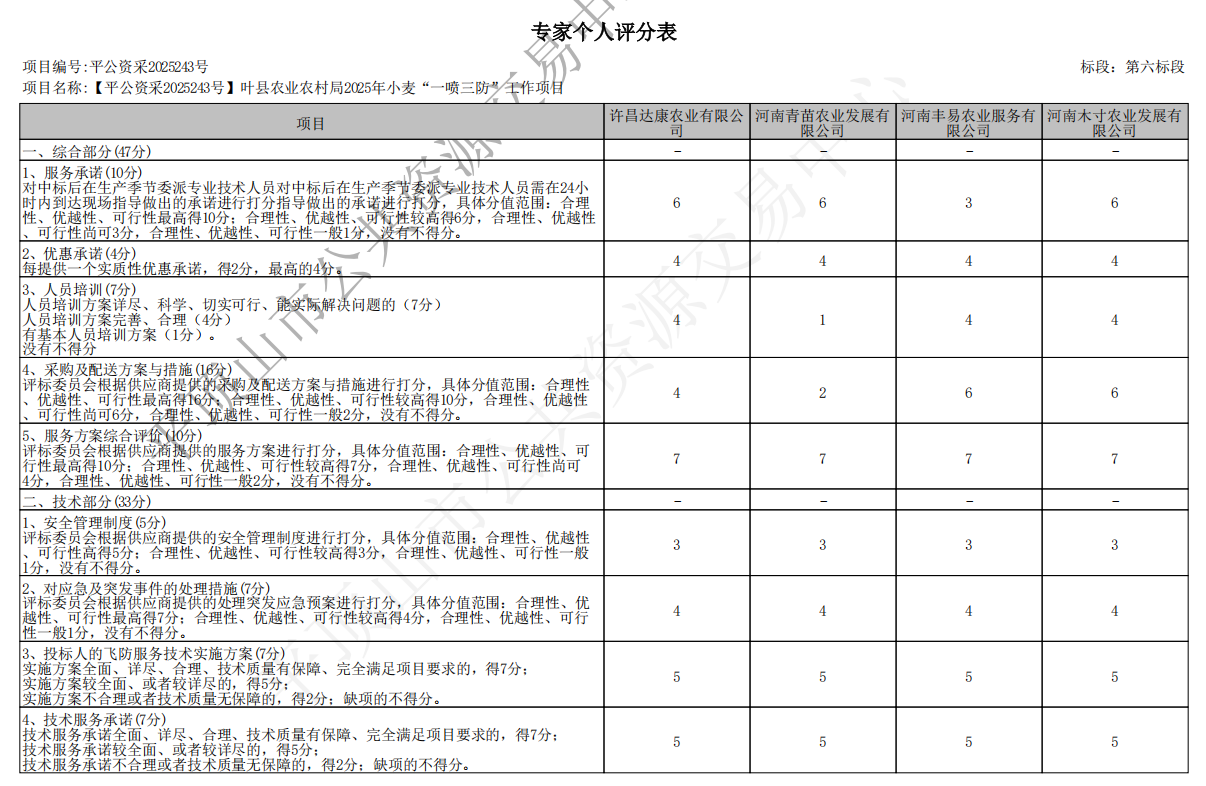 专家个人评分表
项目编号:平公资采2025243号
标段：第六标段
项目名称:【平公资采2025243号】叶县农业农村局2025年小麦“一喷三防”工作项目
项目
许昌达康农业有限公
司
河南青苗农业发展有
限公司
河南丰易农业服务有
限公司
河南木寸农业发展有
限公司
一、综合部分(47分)
－ － － －
1、服务承诺(10分)
对中标后在生产季节委派专业技术人员对中标后在生产季节委派专业技术人员需在24小
时内到达现场指导做出的承诺进行打分指导做出的承诺进行打分，具体分值范围：合理
性、优越性、可行性最高得10分；合理性、优越性、可行性较高得6分，合理性、优越性
、可行性尚可3分，合理性、优越性、可行性一般1分，没有不得分。
6 6 3 6
2、优惠承诺(4分)
每提供一个实质性优惠承诺，得2分，最高的4分。
4 4 4 4
3、人员培训(7分)
人员培训方案详尽、科学、切实可行、能实际解决问题的（7分）
人员培训方案完善、合理（4分）
有基本人员培训方案（1分）。
没有不得分
4 1 4 4
4、采购及配送方案与措施(16分)
评标委员会根据供应商提供的采购及配送方案与措施进行打分，具体分值范围：合理性
、优越性、可行性最高得16分；合理性、优越性、可行性较高得10分，合理性、优越性
、可行性尚可6分，合理性、优越性、可行性一般2分，没有不得分。
4 2 6 6
5、服务方案综合评价(10分)
评标委员会根据供应商提供的服务方案进行打分，具体分值范围：合理性、优越性、可
行性最高得10分；合理性、优越性、可行性较高得7分，合理性、优越性、可行性尚可
4分，合理性、优越性、可行性一般2分，没有不得分。
7 7 7 7
二、技术部分(33分)
－ － － －
1、安全管理制度(5分)
评标委员会根据供应商提供的安全管理制度进行打分，具体分值范围：合理性、优越性
、可行性高得5分；合理性、优越性、可行性较高得3分，合理性、优越性、可行性一般
1分，没有不得分。
3 3 3 3
2、对应急及突发事件的处理措施(7分)
评标委员会根据供应商提供的处理突发应急预案进行打分，具体分值范围：合理性、优
越性、可行性最高得7分；合理性、优越性、可行性较高得4分，合理性、优越性、可行
性一般1分，没有不得分。
4 4 4 4
3、投标人的飞防服务技术实施方案(7分)
实施方案全面、详尽、合理、技术质量有保障、完全满足项目要求的，得7分；
实施方案较全面、或者较详尽的，得5分；
实施方案不合理或者技术质量无保障的，得2分；缺项的不得分。
5 5 5 5
4、技术服务承诺(7分)
技术服务承诺全面、详尽、合理、技术质量有保障、完全满足项目要求的，得7分；
技术服务承诺较全面、或者较详尽的，得5分；
技术服务承诺不合理或者技术质量无保障的，得2分；缺项的不得分。
5 5 5 5
平顶山市公共资源交易中
平顶山市公共资源交易中心